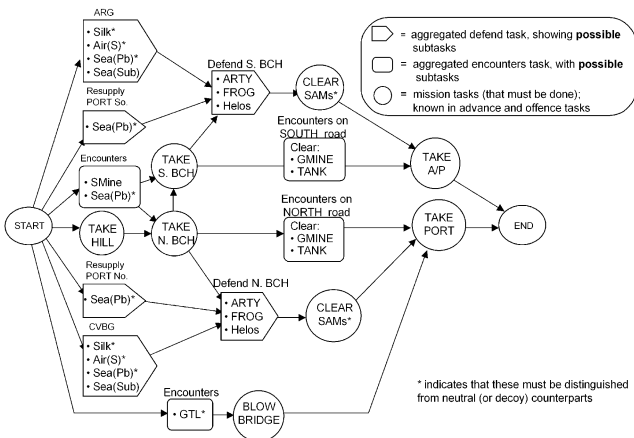 ARG
• Silk*
• Air(S)*
• Sea(Pb)*
• Sea(Sub)
Resupply
PORT So.
• Sea(Pb)*
Encounters
• SMine
• Sea(Pb)*
START
TAKE
HILL
Resupply
PORT No.
• Sea(Pb)*
CVBG
• Silk*
• Air(S)*
• Sea(Pb)*
• Sea(Sub)
Encounters
• GTL*
BLOW
BRIDGE
TAKE
S. BCH
TAKE
N. BCH
Defend S. BCH
• ARTY
• FROG
• Helos
CLEAR
SAMs*
Encounters on
SOUTH road
Clear:
• GMINE
• TANK
Encounters on
NORTH road
Clear:
• GMINE
• TANK
Defend N. BCH
• ARTY
• FROG
• Helos
CLEAR
SAMs*
TAKE
A/P
TAKE
PORT
END
= aggregated defend task, showing possible
subtasks
= aggregated encounters task, with possible
subtasks
= mission tasks (that must be done);
known in advance and offence tasks
* indicates that these must be distinguished
from neutral (or decoy) counterparts